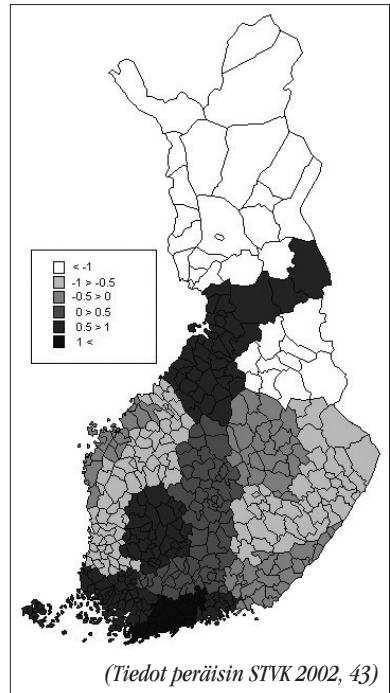 < -1
-1 > -0.5
-0.5 > 0
0 > 0.5
0.5 > 1
1 <
(Tiedot peräisin STVK 2002, 43)